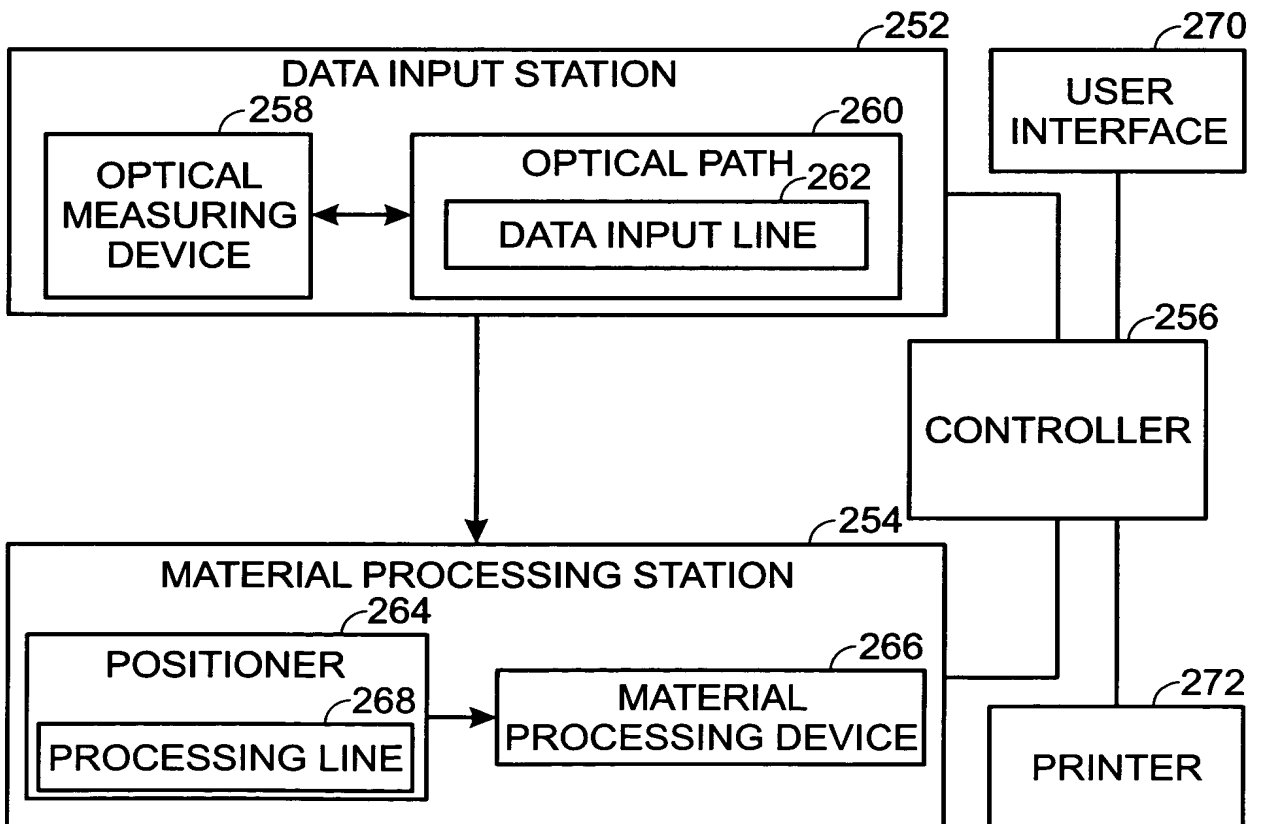 252
DATA INPUT STATION
258
OPTICAL
MEASURING
DEVICE
260
OPTICAL PATH
262
DATA INPUT LINE
270
USER
INTERFACE
256
CONTROLLER
254
MATERIAL PROCESSING STATION
264
POSITIONER
268
PROCESSING LINE
266
MATERIAL
PROCESSING DEVICE
272
PRINTER